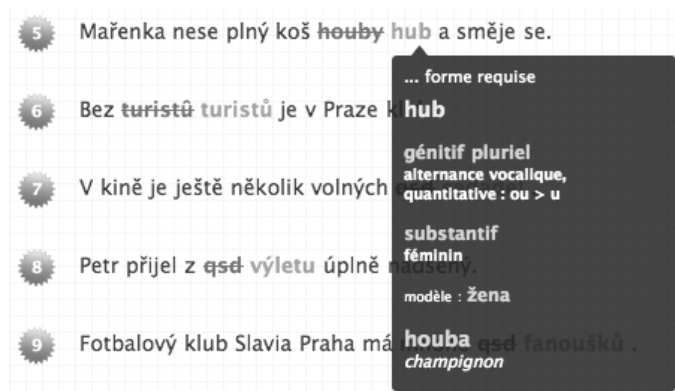 5 Mařenka nese plný koš houby hub a směje se.
6 Bez turistû turistů je v Praze
7 V kině je ještě několik volných qsd
8 Petr přijel z qsd výletu úplně nadšený.
9 Fotbalový klub Slavia Praha má qsd fanoušků .
... forme requise
hub
génitif pluriel
alternance vocalique,
quantitative : ou > u
substantif
féminin
modèle : žena
houba
champignon